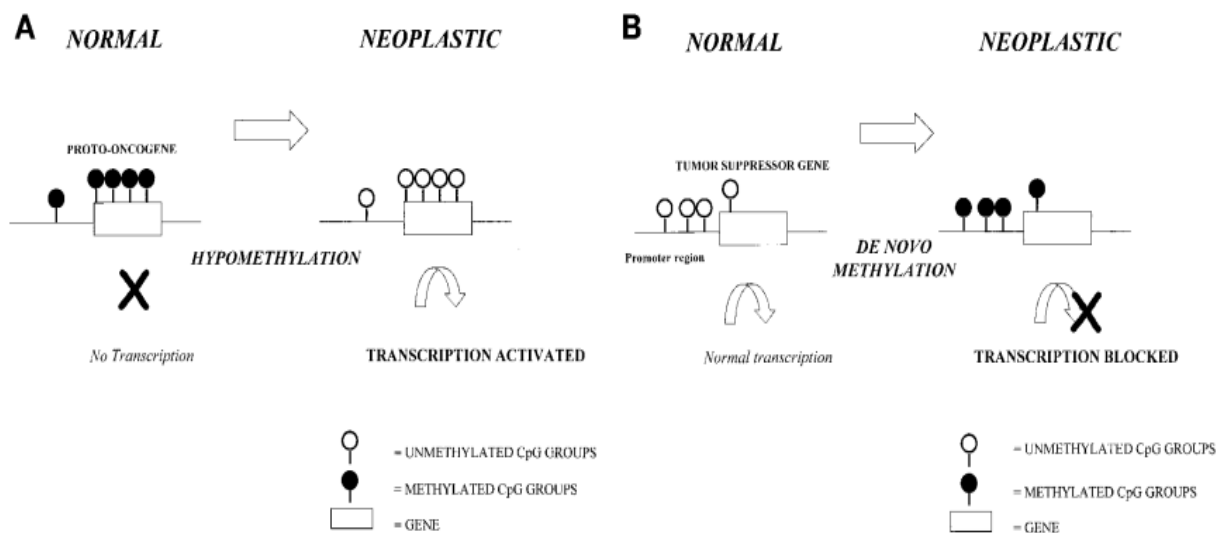 A
NORMAL
NEOPLASTIC
PROTO-ONCOGENE
HYPOMETHYLATION
No Transcription
TRANSCRIPTION ACTIVATED
= UNMETHYLATED CpG GROUPS
= METHYLATED CpG GROUPS
= GENE
B
NORMAL
NEOPLASTIC
TUMOR SUPPRESSOR GENE
Promoter region
DE NOVO
METHYLATION
Normal transcription
TRANSCRIPTION BLOCKED
= UNMETHYLATED CpG GROUPS
= METHYLATED CpG GROUPS
= GENE